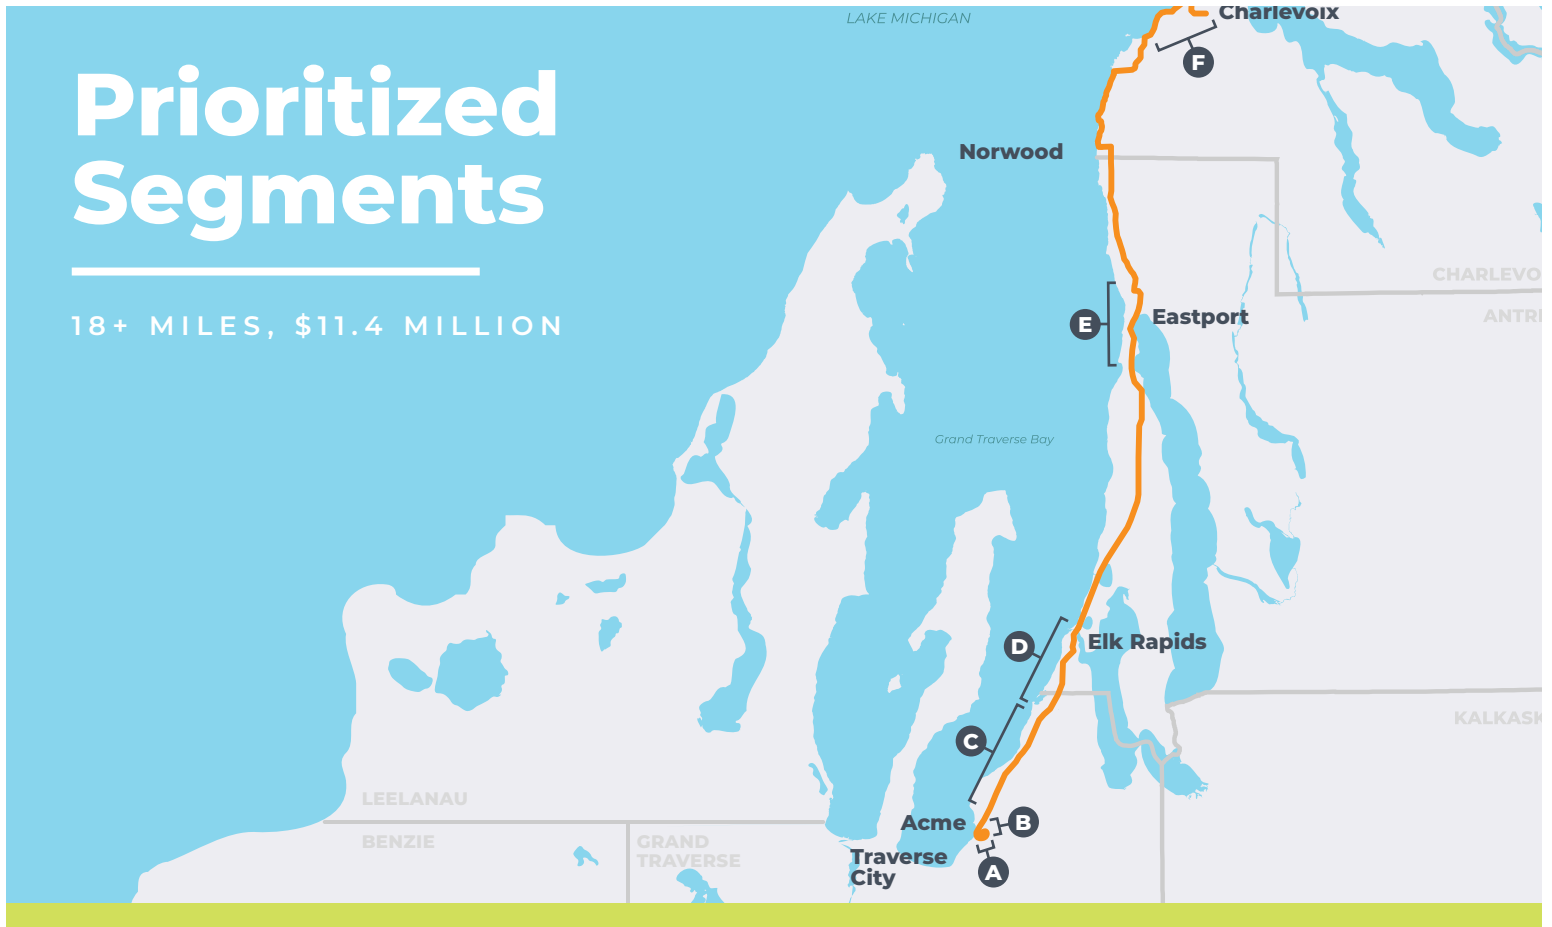 LAKE MICHIGAN
Charlevoix
F
Prioritized
Segments
18+ MILES, $11.4 MILLION
Norwood
CHARLEVO
ANTRI
E
Eastport
Grand Traverse Bay
D
Elk Rapids
KALKASK
C
LEELANAU
BENZIE
GRAND
TRAVERSE
Acme
B
Traverse
City
A